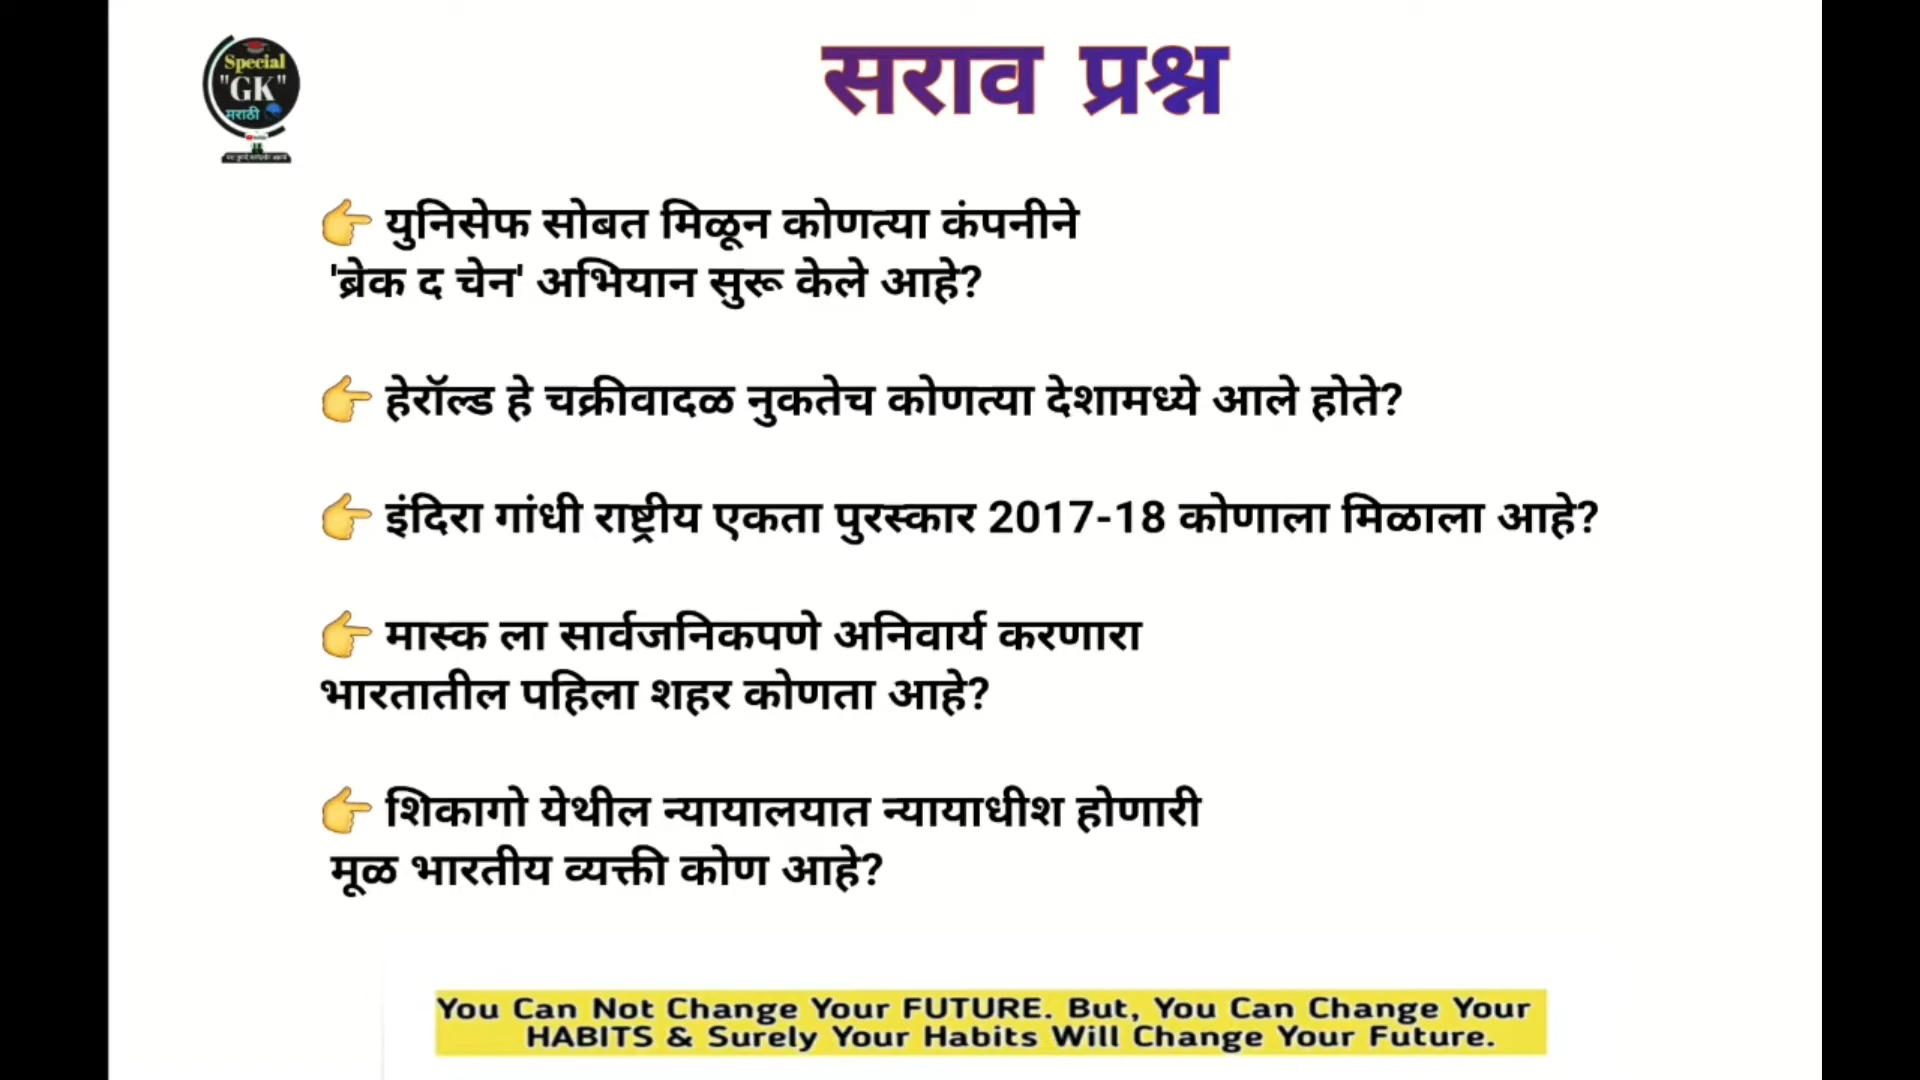 Special
"GK"
मराठी
सराव प्रश्न
👉 युनिसेफ सोबत मिळून कोणत्या कंपनीने
'ब्रेक द चेन' अभियान सुरू केले आहे?
👉 हेरॉल्ड हे चक्रीवादळ नुकतेच कोणत्या देशामध्ये आले होते?
👉 इंदिरा गांधी राष्ट्रीय एकता पुरस्कार 2017-18 कोणाला मिळाला आहे?
👉 मास्क ला सार्वजनिकपणे अनिवार्य करणारा
भारतातील पहिला शहर कोणता आहे?
👉 शिकागो येथील न्यायालयात न्यायाधीश होणारी
मूळ भारतीय व्यक्ती कोण आहे?
You Can Not Change Your FUTURE. But, You Can Change Your
HABITS & Surely Your Habits Will Change Your Future.